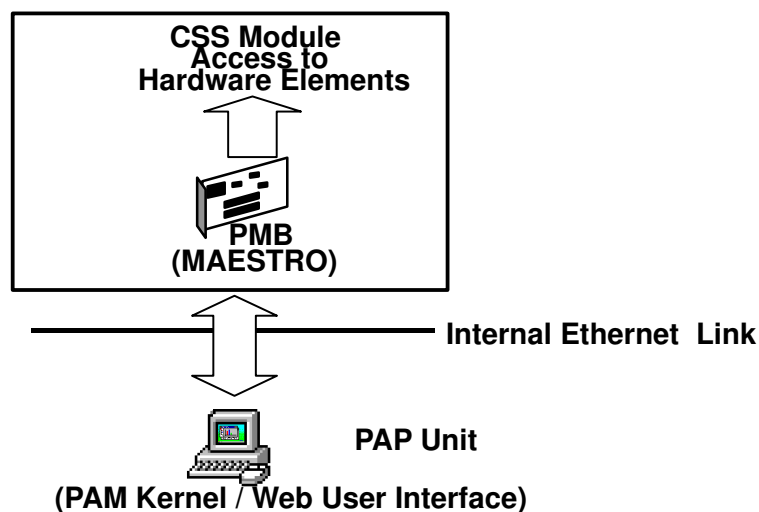 CSS Module
Access to
Hardware Elements
PMB
(MAESTRO)
Internal Ethernet Link
PAP Unit
(PAM Kernel / Web User Interface)